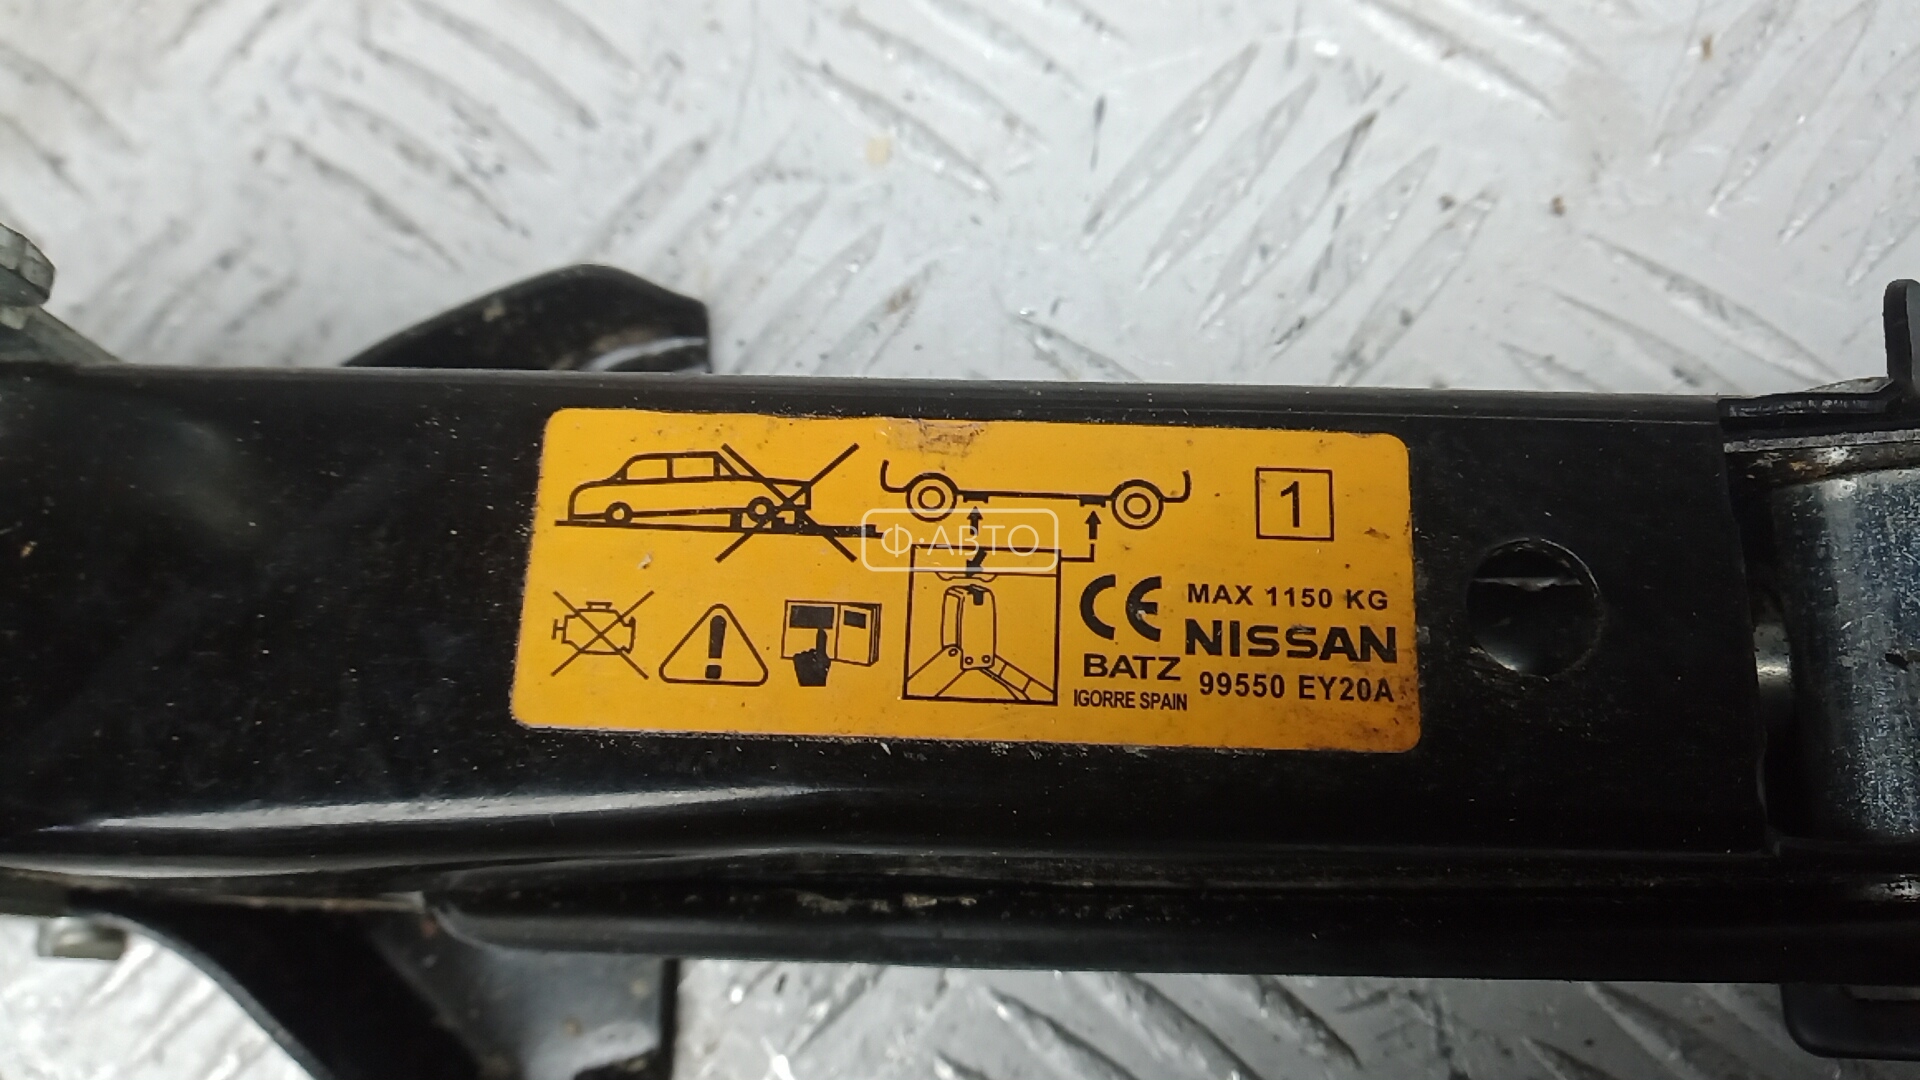 1
Ф·АВТО
CE
MAX 1150 KG
NISSAN
BATZ
99550 EY20A
IGORRE SPAIN